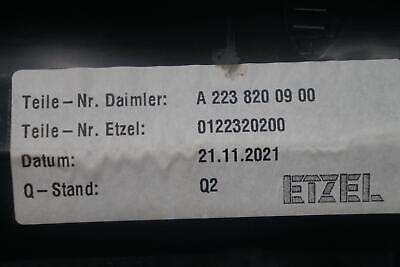 Teile-Nr. Daimler: A 223 820 09 00
Teile-Nr. Etzel: 0122320200
Datum: 21.11.2021
Q-Stand: Q2
ETZEL